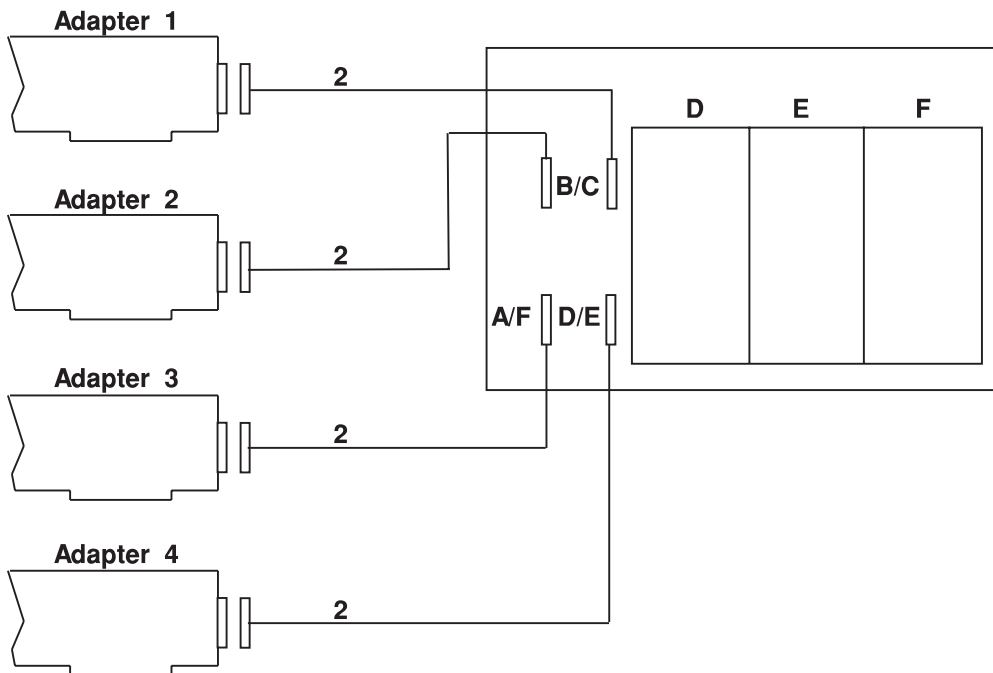 Adapter 1
2
D E F
B/C
Adapter 2
2
A/F D/E
Adapter 3
2
Adapter 4
2